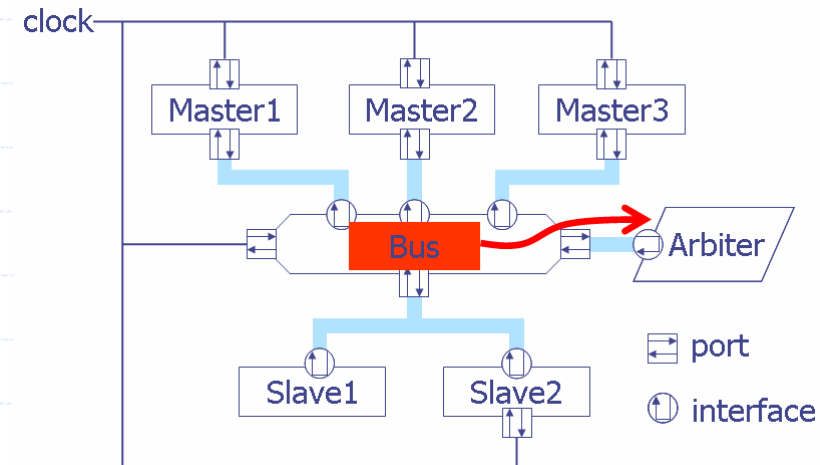 clock
Master1
Master2
Master3
Bus
Arbiter
port
Slave1
Slave2
interface